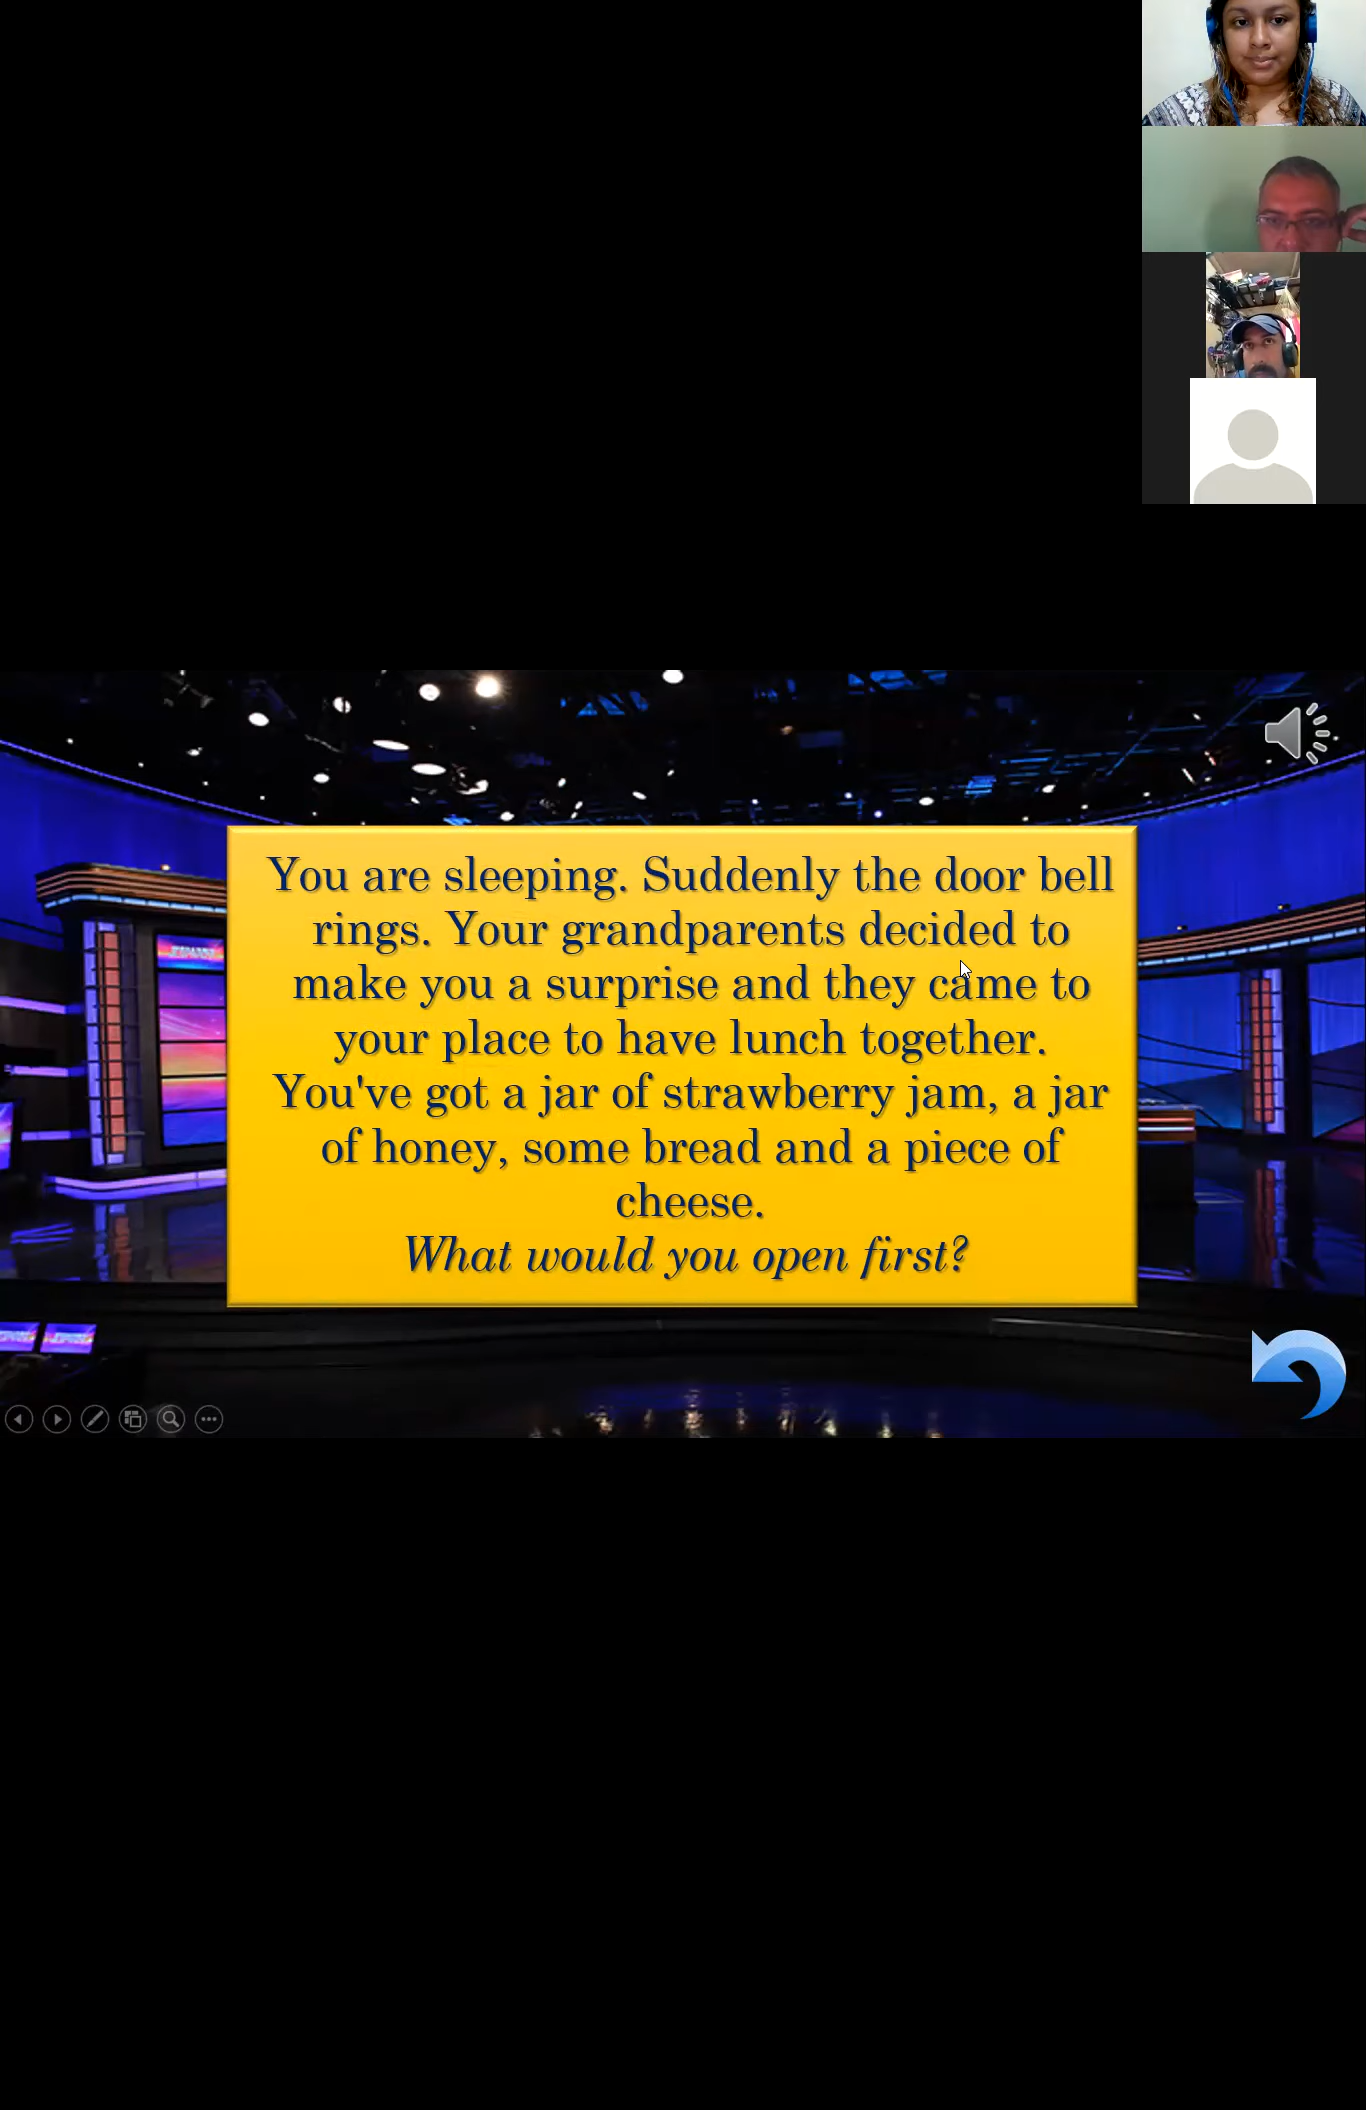 You are sleeping. Suddenly the door bell
rings. Your grandparents decided to
make you a surprise and they came to
your place to have lunch together.
You've got a jar of strawberry jam, a jar
of honey, some bread and a piece of
cheese.
What would you open first?